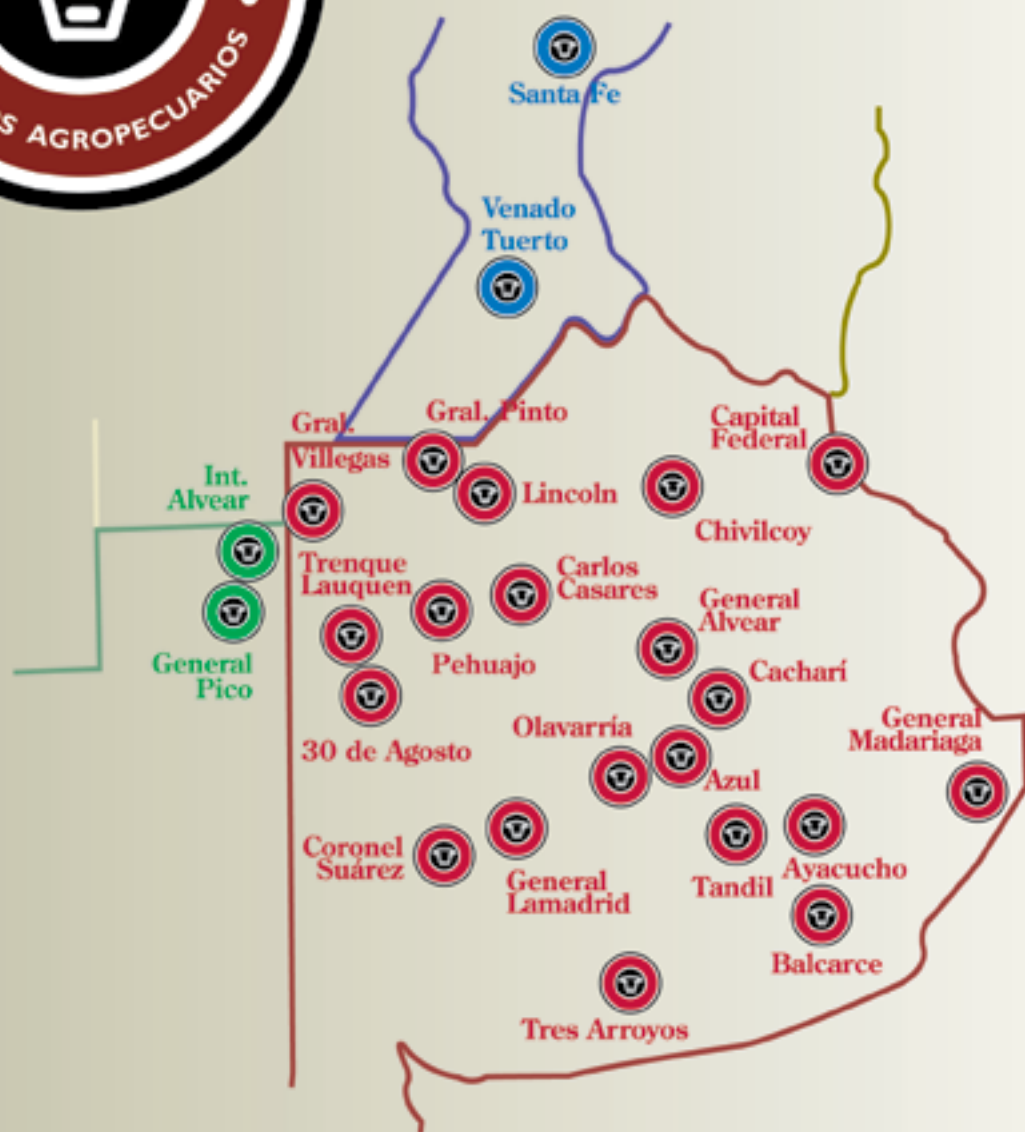 AGROPECUARIOS
Santa Fe
Venado
Tuerto
Gral.
Villegas
Gral. Pinto
Capital
Federal
Int.
Alvear
Lincoln
Chivilcoy
Trenque
Lauquen
Carlos
Casares
General
Alvear
General
Pico
Pehuajo
Cacharí
30 de Agosto
Olavarría
General
Madariaga
Azul
Coronel
Suárez
General
Lamadrid
Tandil
Ayacucho
Balcarce
Tres Arroyos